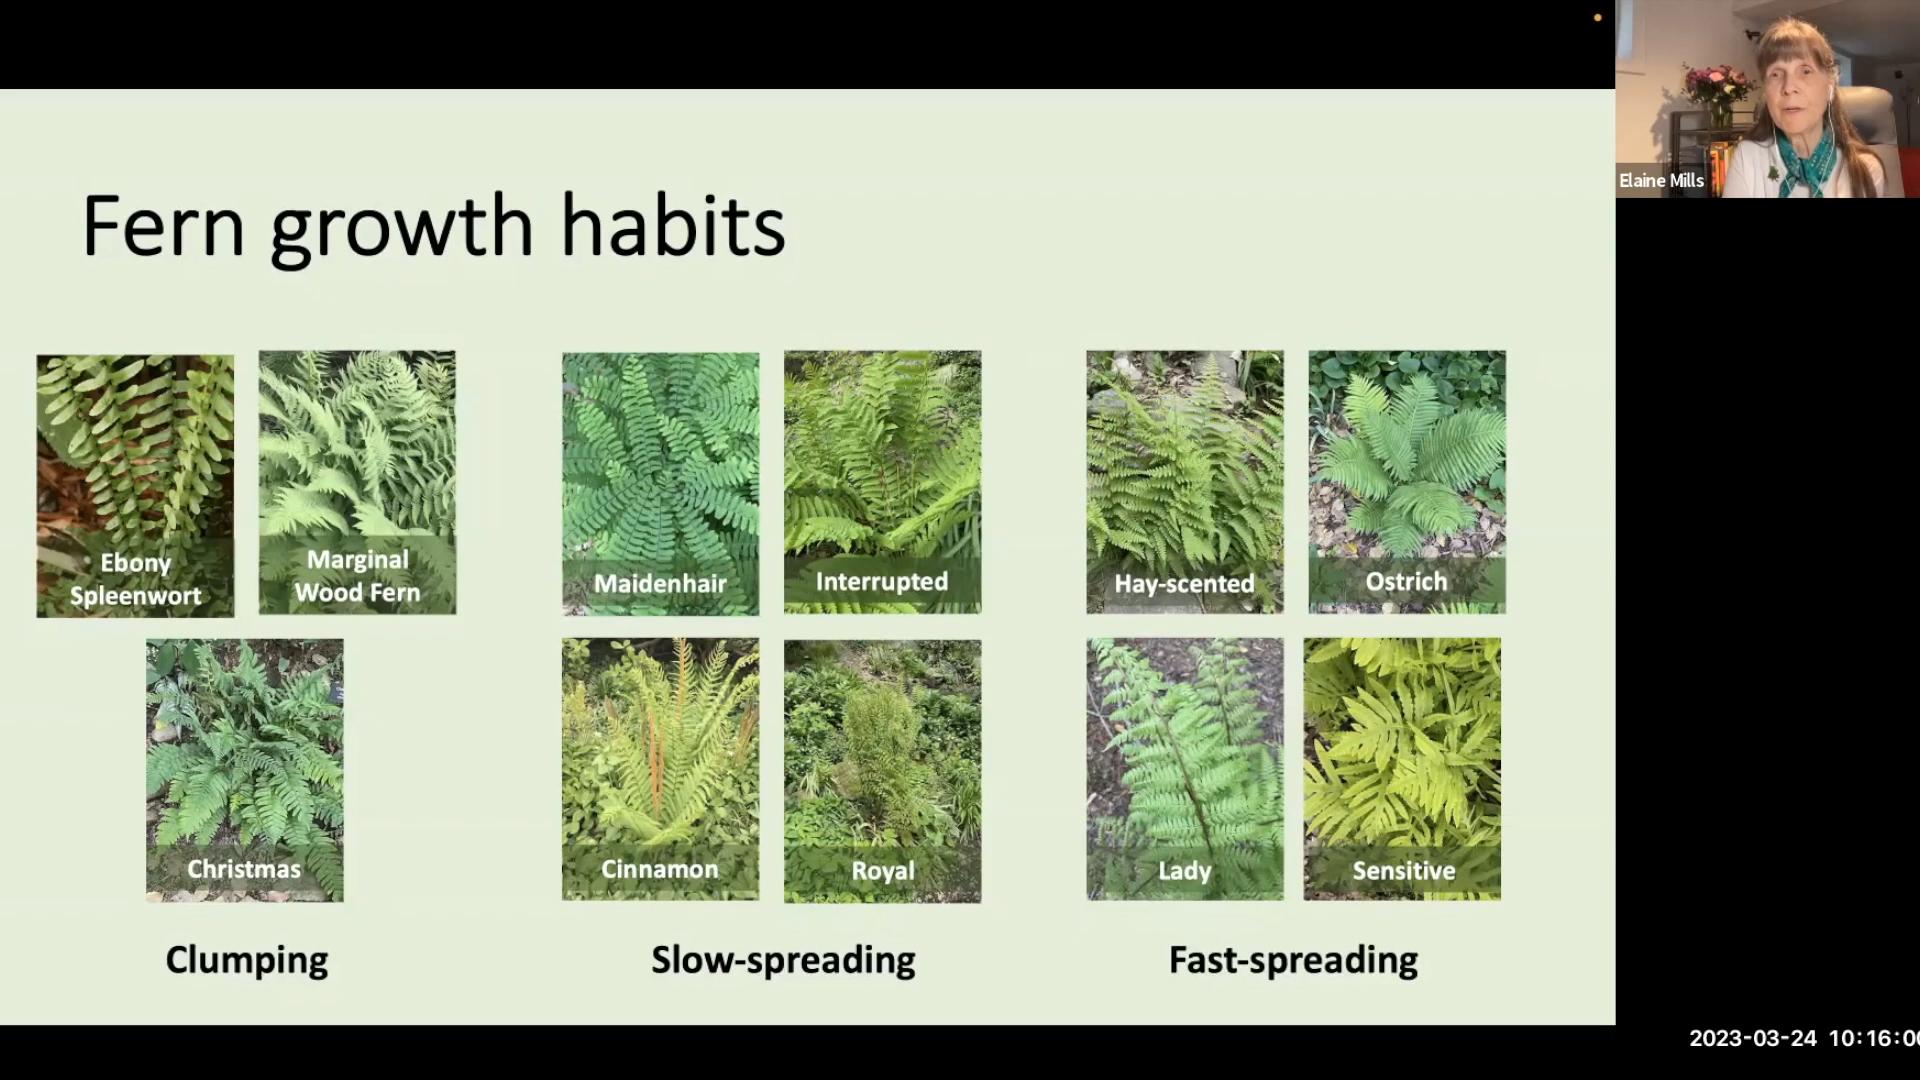 Elaine Mills
Fern growth habits
Ebony
Spleenwort
Marginal
Wood Fern
Maidenhair
Interrupted
Hay-scented
Ostrich
Christmas
Cinnamon
Royal
Lady
Sensitive
Clumping
Slow-spreading
Fast-spreading
2023-03-24 10:16:00